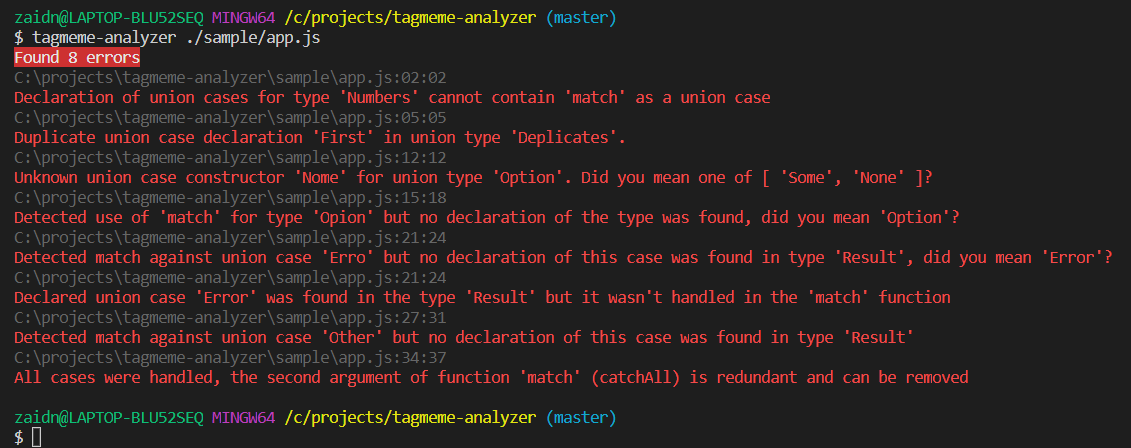 zaidn@LAPTOP-BLU52SEQ MINGW64 /c/projects/tagmeme-analyzer (master)
$ tagmeme-analyzer ./sample/app.js
Found 8 errors
C:\projects\tagmeme-analyzer\sample\app.js:02:02
Declaration of union cases for type 'Numbers' cannot contain 'match' as a union case
C:\projects\tagmeme-analyzer\sample\app.js:05:05
Duplicate union case declaration 'First' in union type 'Deplicates'.
C:\projects\tagmeme-analyzer\sample\app.js:12:12
Unknown union case constructor 'Nome' for union type 'Option'. Did you mean one of [ 'Some', 'None' ]?
C:\projects\tagmeme-analyzer\sample\app.js:15:18
Detected use of 'match' for type 'Opion' but no declaration of the type was found, did you mean 'Option'?
C:\projects\tagmeme-analyzer\sample\app.js:21:24
Detected match against union case 'Erro' but no declaration of this case was found in type 'Result', did you mean 'Error'?
C:\projects\tagmeme-analyzer\sample\app.js:21:24
Declared union case 'Error' was found in the type 'Result' but it wasn't handled in the 'match' function
C:\projects\tagmeme-analyzer\sample\app.js:27:31
Detected match against union case 'Other' but no declaration of this case was found in type 'Result'
C:\projects\tagmeme-analyzer\sample\app.js:34:37
All cases were handled, the second argument of function 'match' (catchAll) is redundant and can be removed
zaidn@LAPTOP-BLU52SEQ MINGW64 /c/projects/tagmeme-analyzer (master)
$